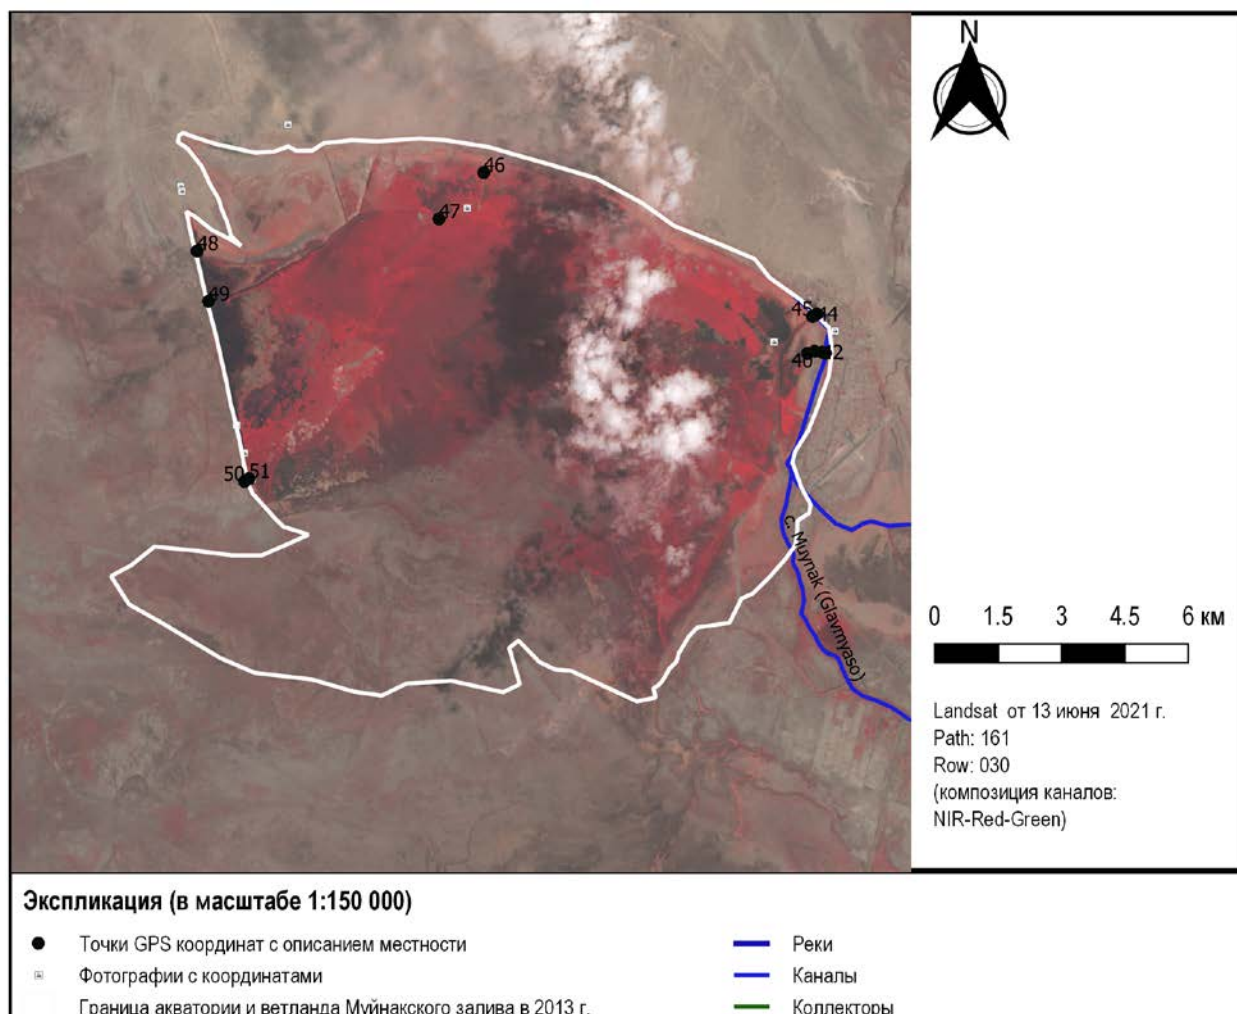 N
46
47
48
49
45
44
40
42
50
51
c. Muynak (Glavmyaso)
0 1.5 3 4.5 6 км
Landsat от 13 июня 2021 г.
Path: 161
Row: 030
(композиция каналов:
NIR-Red-Green)
Экспликация (в масштабе 1:150 000)
Точки GPS координат с описанием местности
Реки
Фотографии с координатами
Каналы
Граница акватории и ветланда Муйнакского залива в 2013 г.
Коллекторы